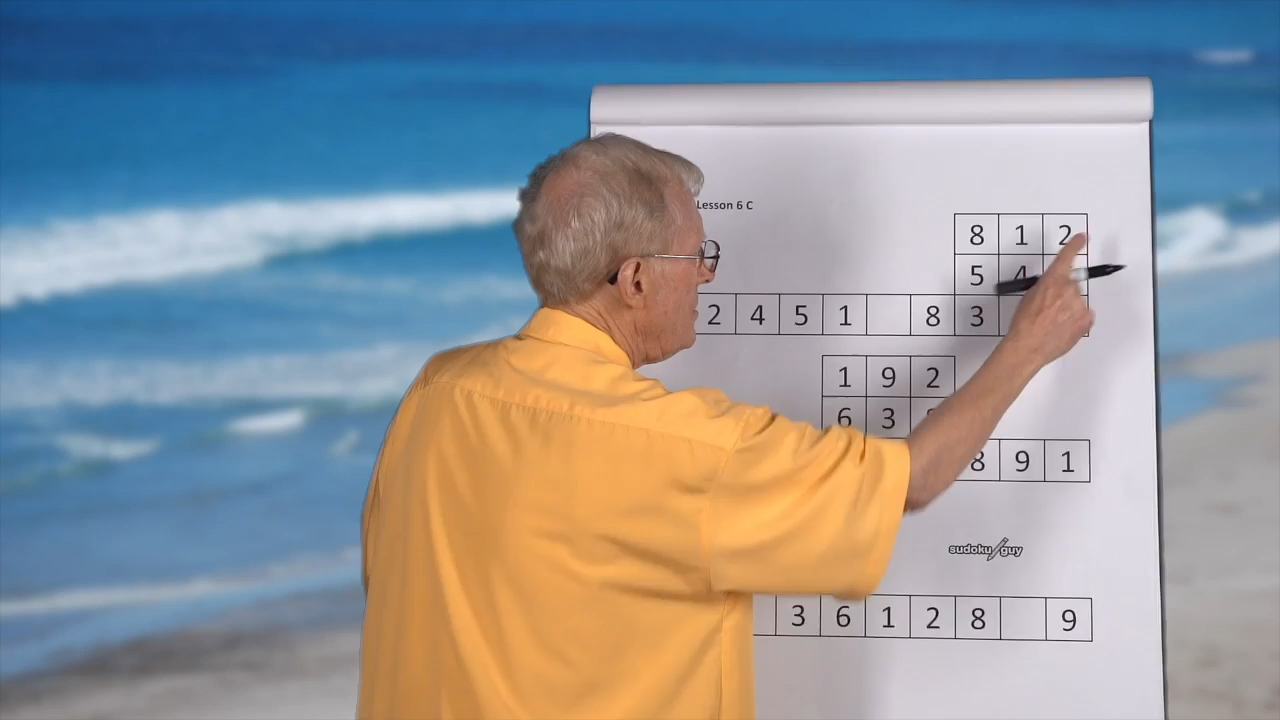 Lesson 6 C
8 1 2
5 4
2 4 5 1 8 3
1 9 2
6 3
8 9 1
sudoku guy
3 6 1 2 8 9